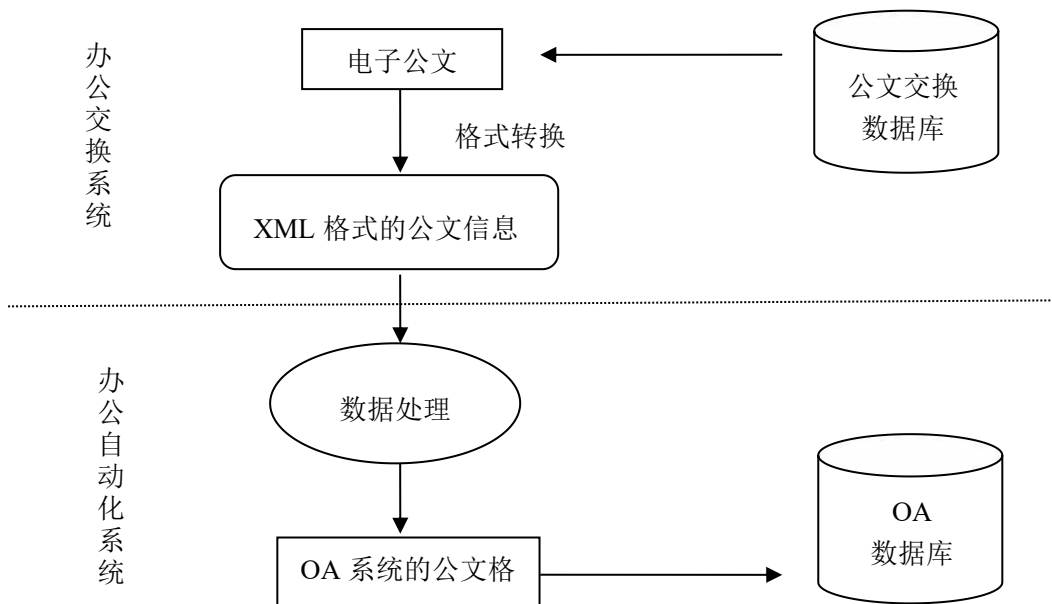 办公交换系统
电子公文
公文交换
数据库
格式转换
XML 格式的公文信息
办公自动化系统
数据处理
OA 系统的公文格
OA
数据库